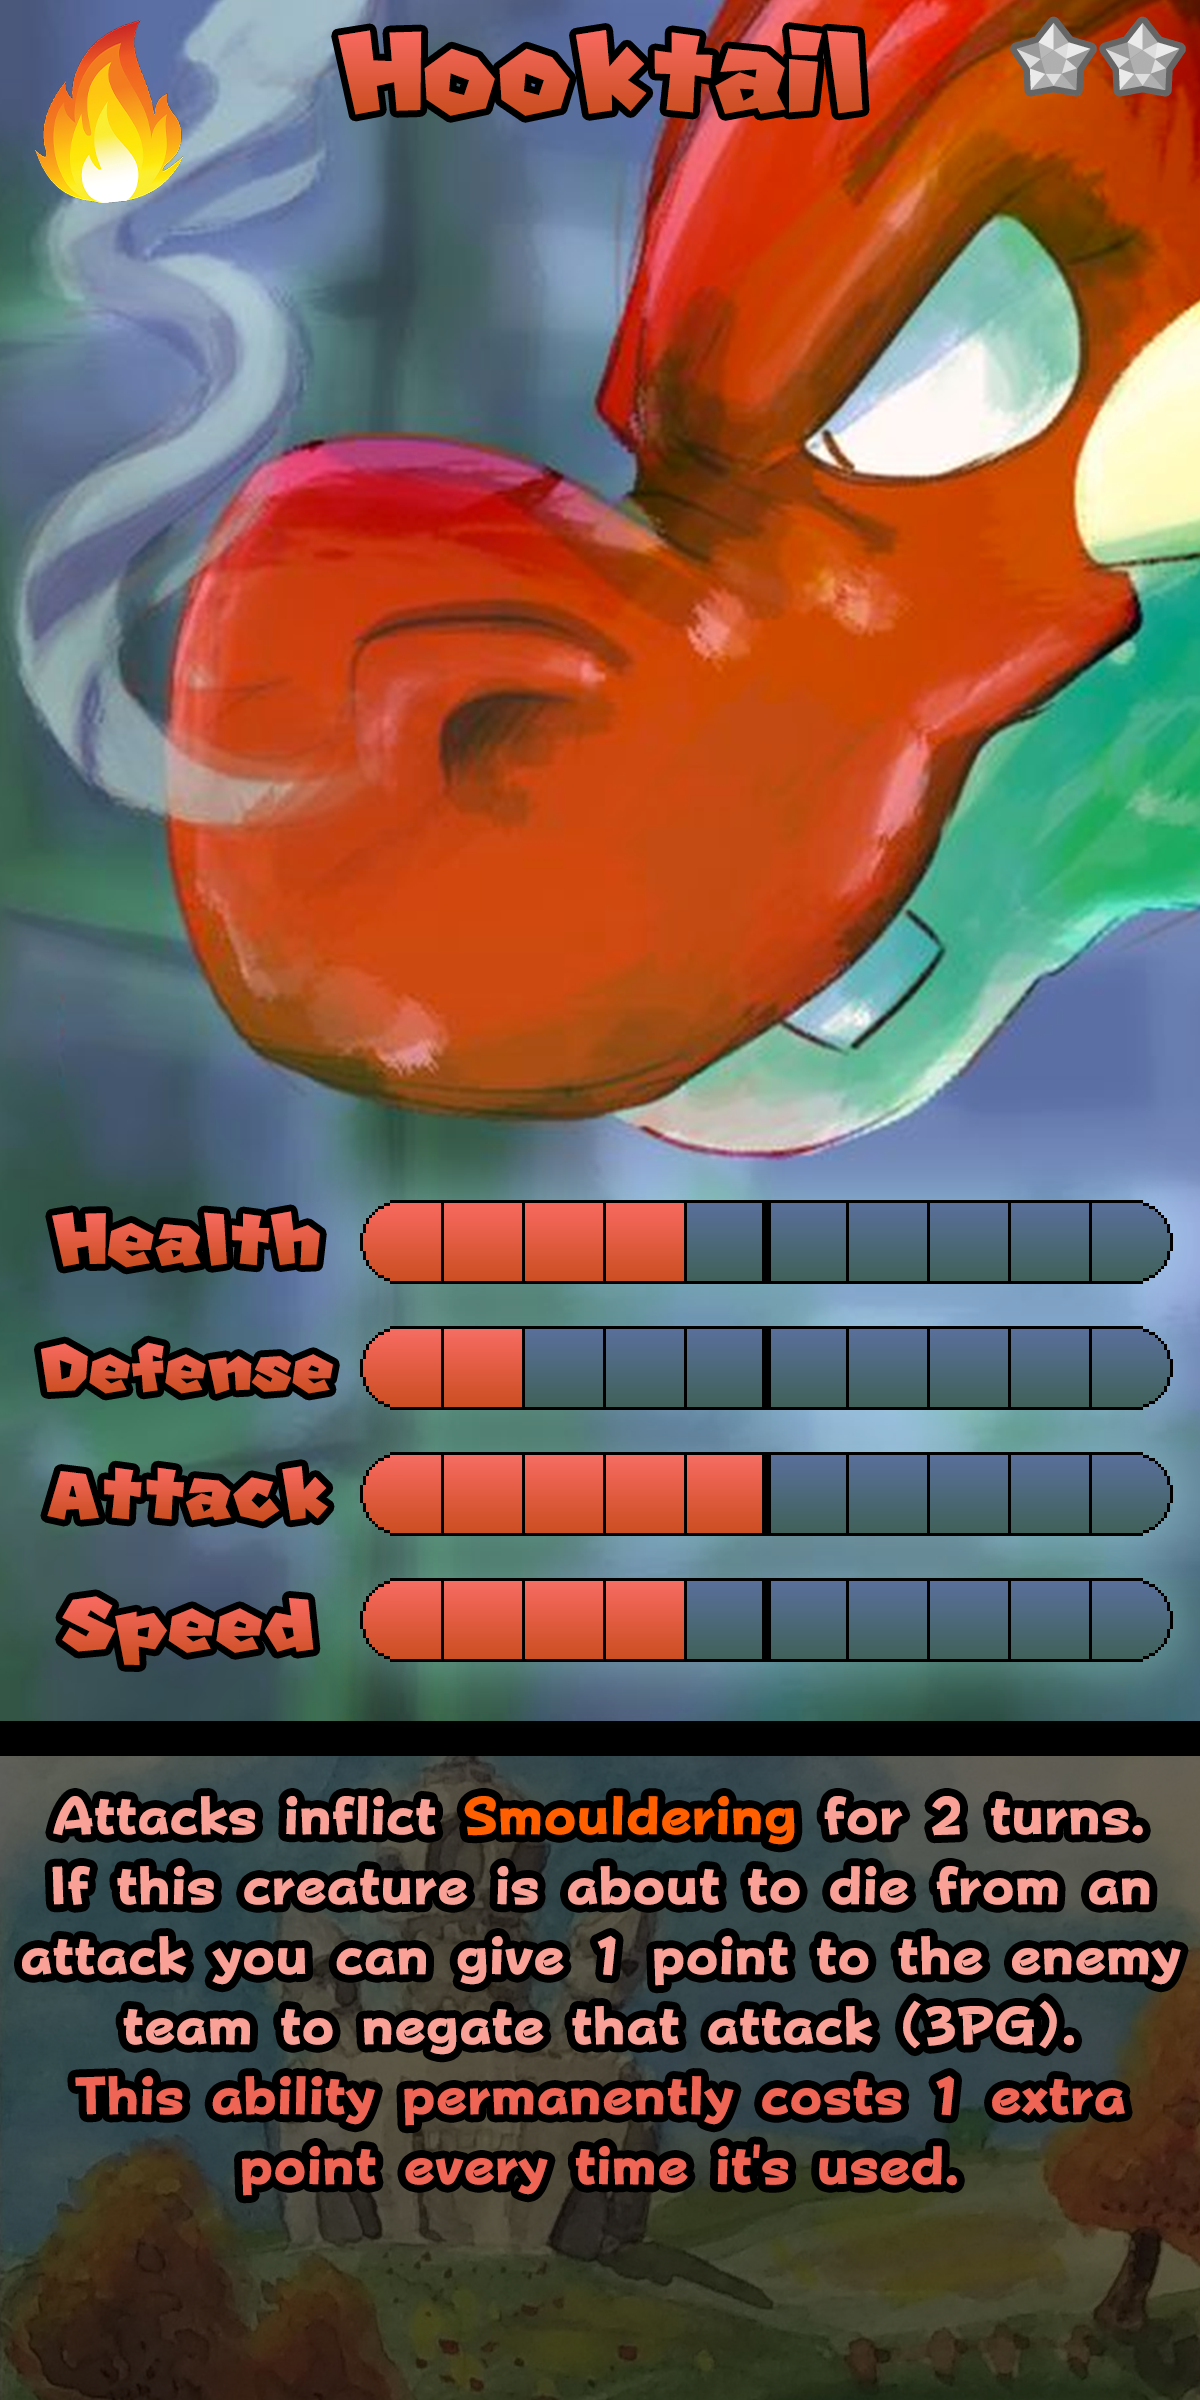 Hooktail
Health
Defense
Attack
Speed
Attacks inflict Smouldering for 2 turns.
If this creature is about to die from an
attack you can give 1 point to the enemy
team to negate that attack (3PG).
This ability permanently costs 1 extra
point every time it's used.